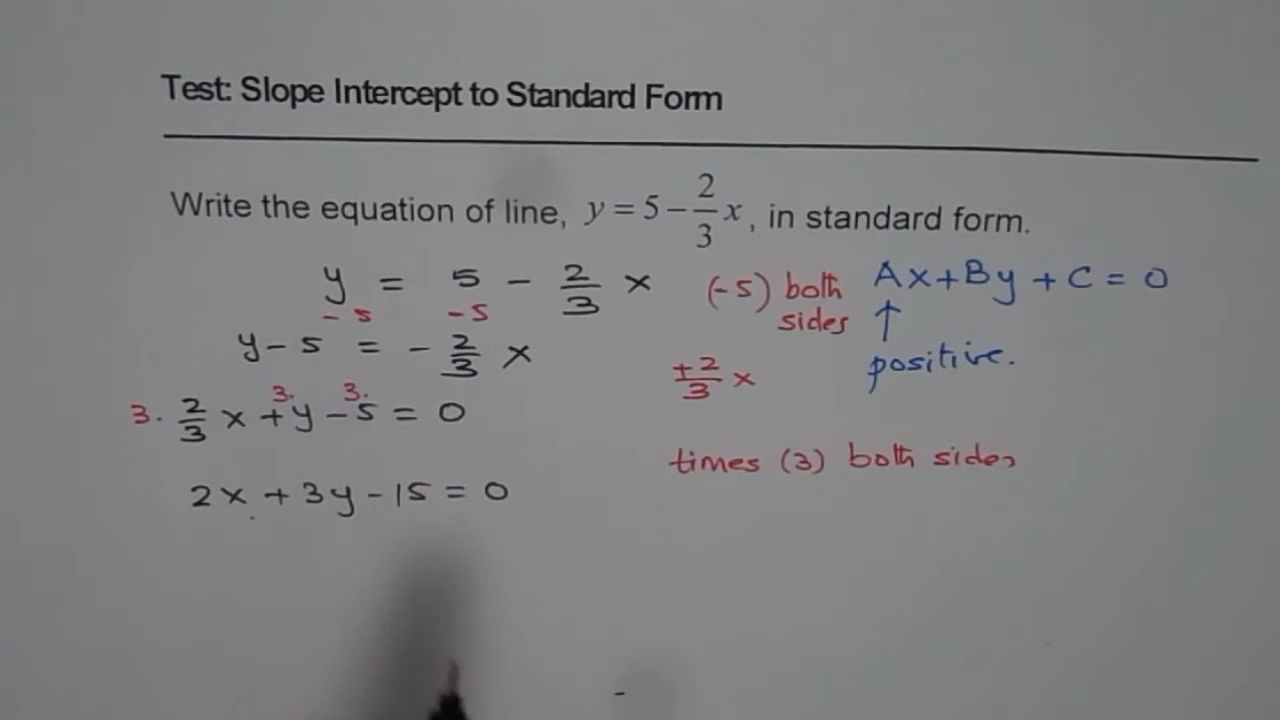 Test: Slope Intercept to Standard Form
Write the equation of line, y = 5 − 2/3 x, in standard form.
y = 5 − 2/3 x (−5) both sides Ax + By + C = 0
− 5 − 5
↑
positive.
y − 5 = − 2/3 x
+2/3 x
3. 3. 3.
2/3 x + y − 5 = 0
times (3) both sides
2x + 3y − 15 = 0